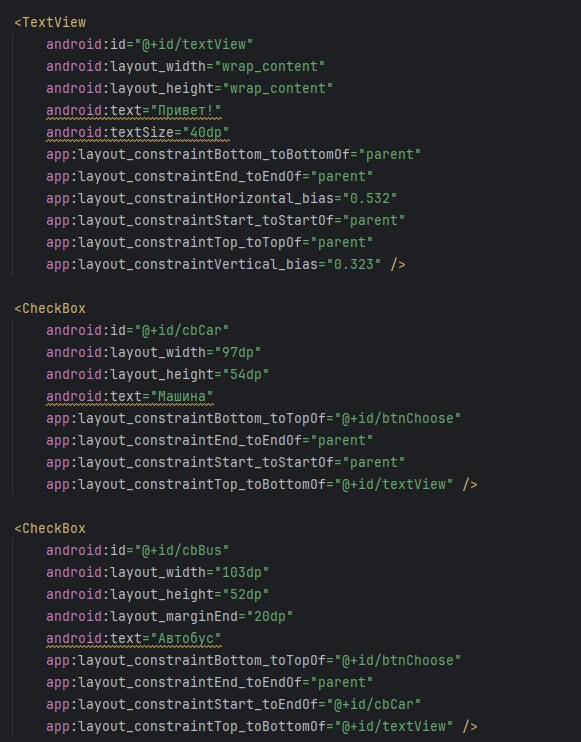 <TextView
android:id="@+id/textView"
android:layout_width="wrap_content"
android:layout_height="wrap_content"
android:text="Привет!"
android:textSize="40dp"
app:layout_constraintBottom_toBottomOf="parent"
app:layout_constraintEnd_toEndOf="parent"
app:layout_constraintHorizontal_bias="0.532"
app:layout_constraintStart_toStartOf="parent"
app:layout_constraintTop_toTopOf="parent"
app:layout_constraintVertical_bias="0.323" />
<CheckBox
android:id="@+id/cbCar"
android:layout_width="97dp"
android:layout_height="54dp"
android:text="Машина"
app:layout_constraintBottom_toTopOf="@+id/btnChoose"
app:layout_constraintEnd_toEndOf="parent"
app:layout_constraintStart_toStartOf="parent"
app:layout_constraintTop_toBottomOf="@+id/textView" />
<CheckBox
android:id="@+id/cbBus"
android:layout_width="103dp"
android:layout_height="52dp"
android:layout_marginEnd="20dp"
android:text="Автобус"
app:layout_constraintBottom_toTopOf="@+id/btnChoose"
app:layout_constraintEnd_toEndOf="parent"
app:layout_constraintStart_toEndOf="@+id/cbCar"
app:layout_constraintTop_toBottomOf="@+id/textView" />